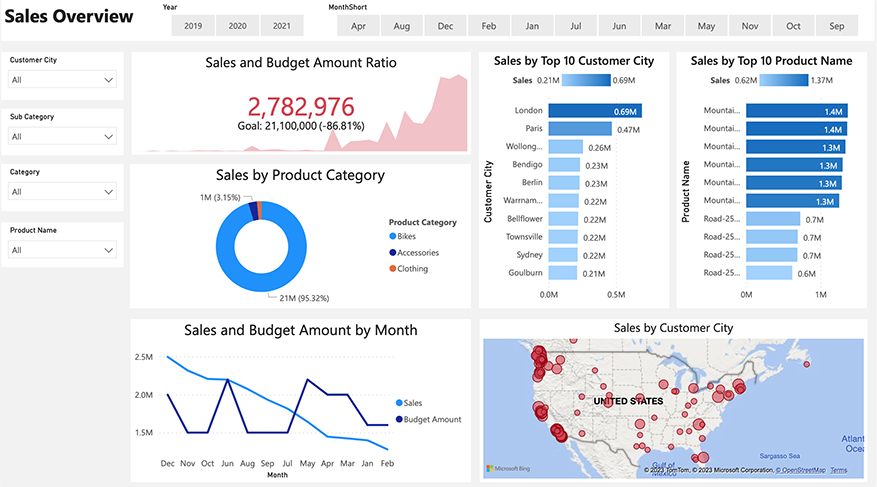 Sales Overview
Year
2019 2020 2021
MonthShort
Apr Aug Dec Feb Jan Jul Jun Mar May Nov Oct Sep
Customer City
All
Sub Category
All
Category
All
Product Name
All
Sales and Budget Amount Ratio
2,782,976
Goal: 21,100,000 (-86.81%)
Sales by Product Category
1M (3.15%)
21M (95.32%)
Product Category
Bikes
Accessories
Clothing
Sales by Top 10 Customer City
Sales 0.21M 0.69M
Customer City
London 0.69M
Paris 0.47M
Wollong... 0.26M
Bendigo 0.23M
Berlin 0.23M
Warrnam... 0.22M
Bellflower 0.22M
Townsville 0.22M
Sydney 0.22M
Goulburn 0.21M
0.0M 0.5M
Sales by Top 10 Product Name
Sales 0.62M 1.37M
Product Name
Mountai... 1.4M
Mountai... 1.4M
Mountai... 1.3M
Mountai... 1.3M
Mountai... 1.3M
Mountai... 1.3M
Road-25... 0.7M
Road-25... 0.7M
Road-25... 0.7M
Road-25... 0.6M
0M 1M
Sales and Budget Amount by Month
2.5M
2.0M
1.5M
Dec Nov Oct Jun Aug Sep Jul May Apr Mar Jan Feb
Month
Sales
Budget Amount
Sales by Customer City
UNITED STATES
Sargasso Sea
Atlant
Ocea
Gulf of
Microsoft Bing
© 2023 TomTom, © 2023 Microsoft Corporation, © OpenStreetMap Terms